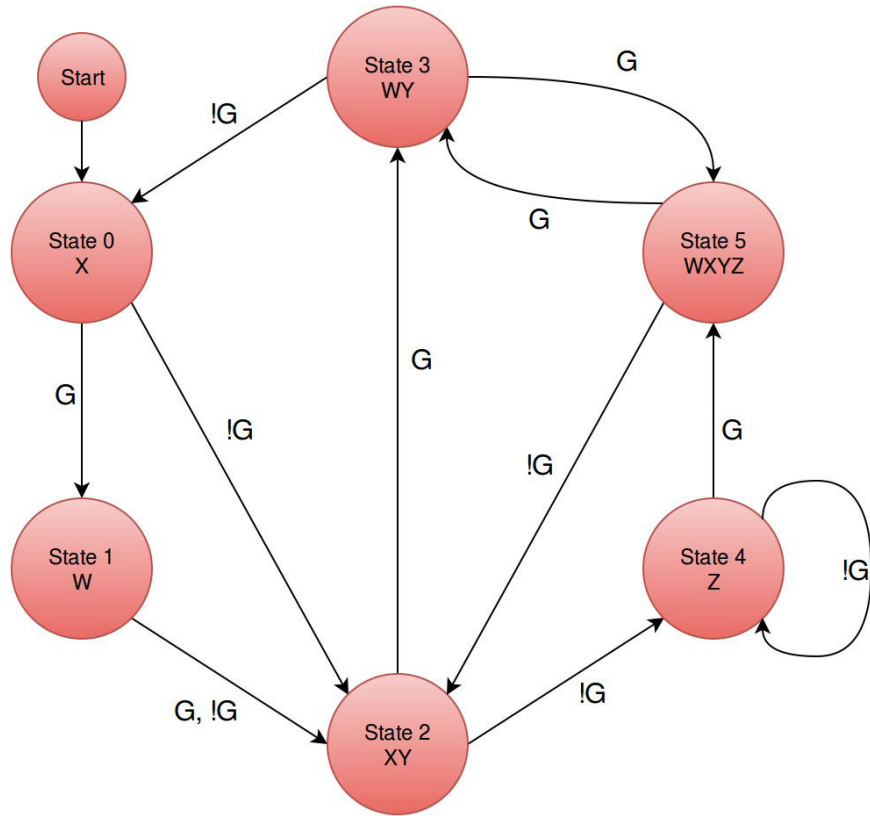 Start
State 3
WY
G
!G
G
State 0
X
State 5
WXYZ
G
G
!G
!G
G
State 1
W
State 4
Z
!G
G, !G
!G
State 2
XY